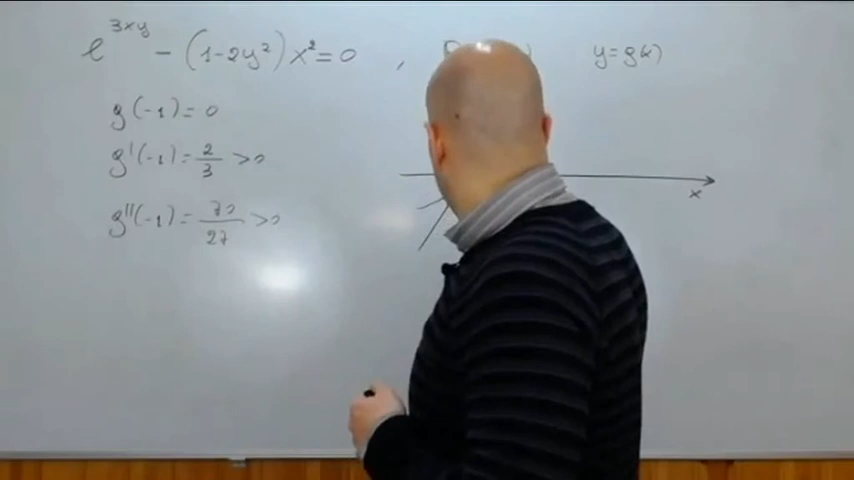 e^{3xy} - (1-2y²)x² = 0 , y=g(x)
g(-1) = 0
g'(-1) = 2/3 >0
g''(-1) = 70/27 >0
x